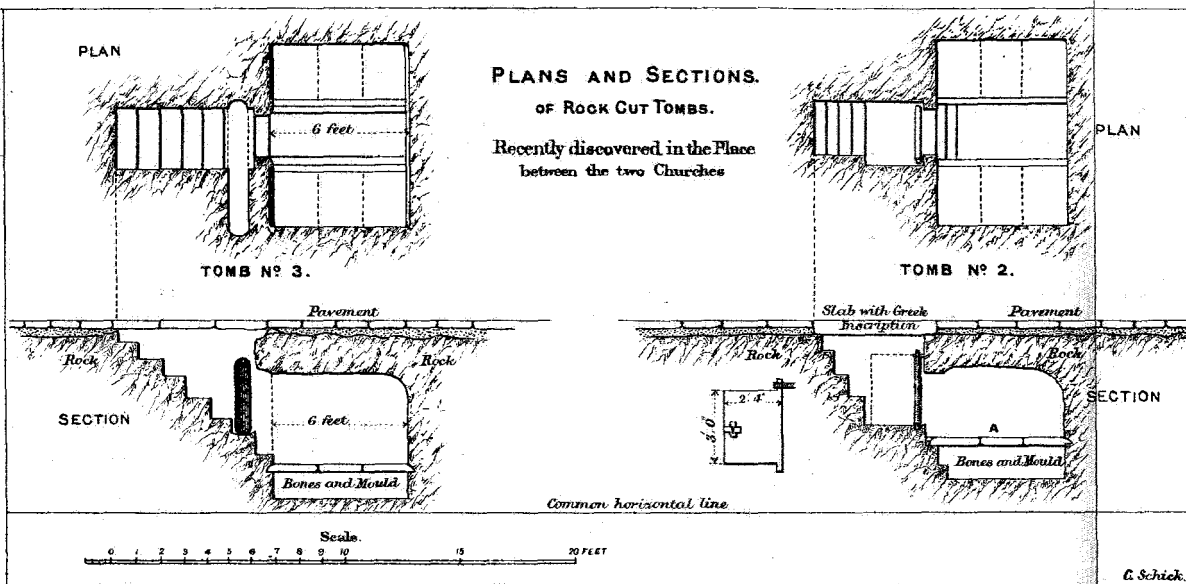 PLAN
PLANS AND SECTIONS.
OF ROCK CUT TOMBS.
Recently discovered in the Place
between the two Churches
PLAN
6 feet
TOMB Nº 3.
TOMB Nº 2.
Pavement
Slab with Greek
Inscription
Pavement
Rock
Rock
Rock
Rock
SECTION
6 feet
2' 4"
3' 0"
A
SECTION
Bones and Mould
Bones and Mould
Common horizontal line
Scale.
0 1 2 3 4 5 6 7 8 9 10 15 20 FEET
C. Schick